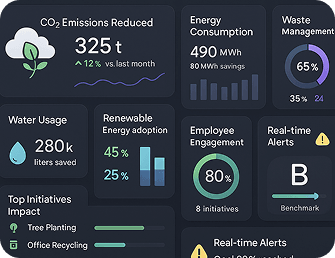 CO₂ Emissions Reduced
325 t
▲ 12% vs. last month
Energy
Consumption
490 MWh
80 MWh savings
Waste
Management
65%
35% 24
Water Usage
280k
liters saved
Renewable
Energy adoption
45%
25%
Employee
Engagement
80%
8 initiatives
Real-time
Alerts
B
Benchmark
Top Initiatives
Impact
Tree Planting
Office Recycling
Real-time Alerts